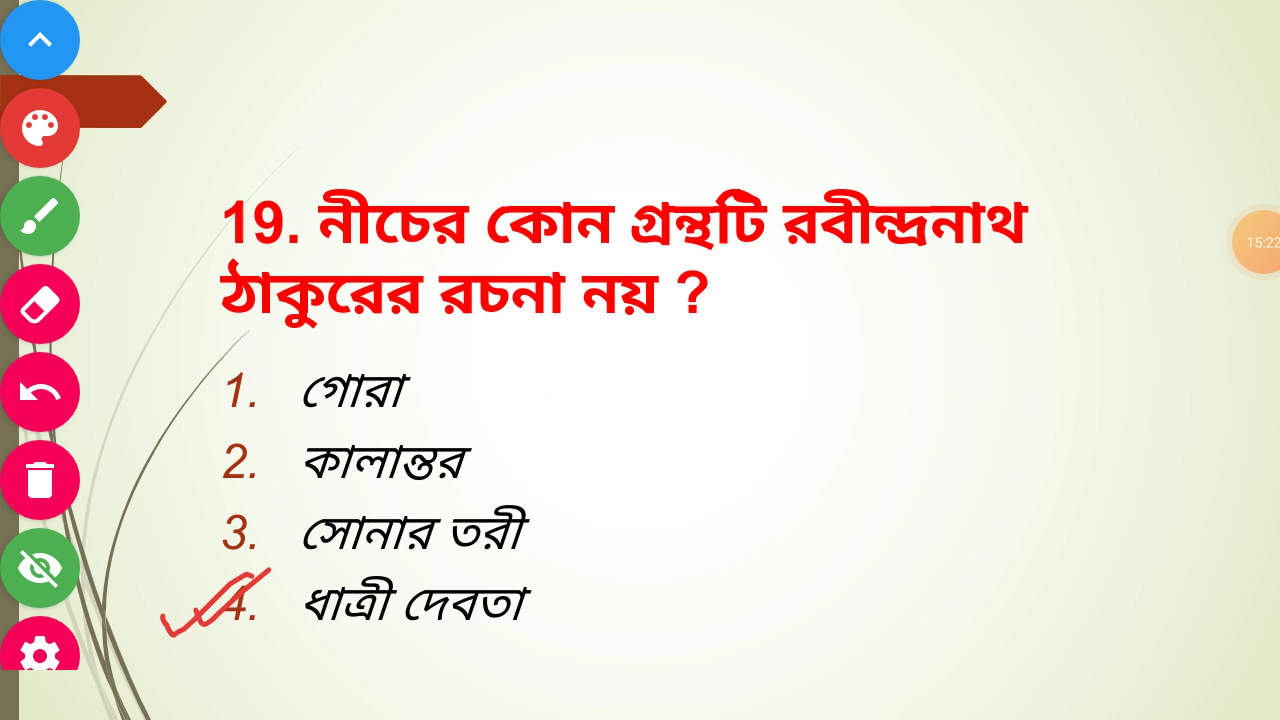 19. নীচের কোন গ্রন্থটি রবীন্দ্রনাথ
ঠাকুরের রচনা নয় ?
1. গোরা
2. কালান্তর
3. সোনার তরী
4. ধাত্রী দেবতা
15:22